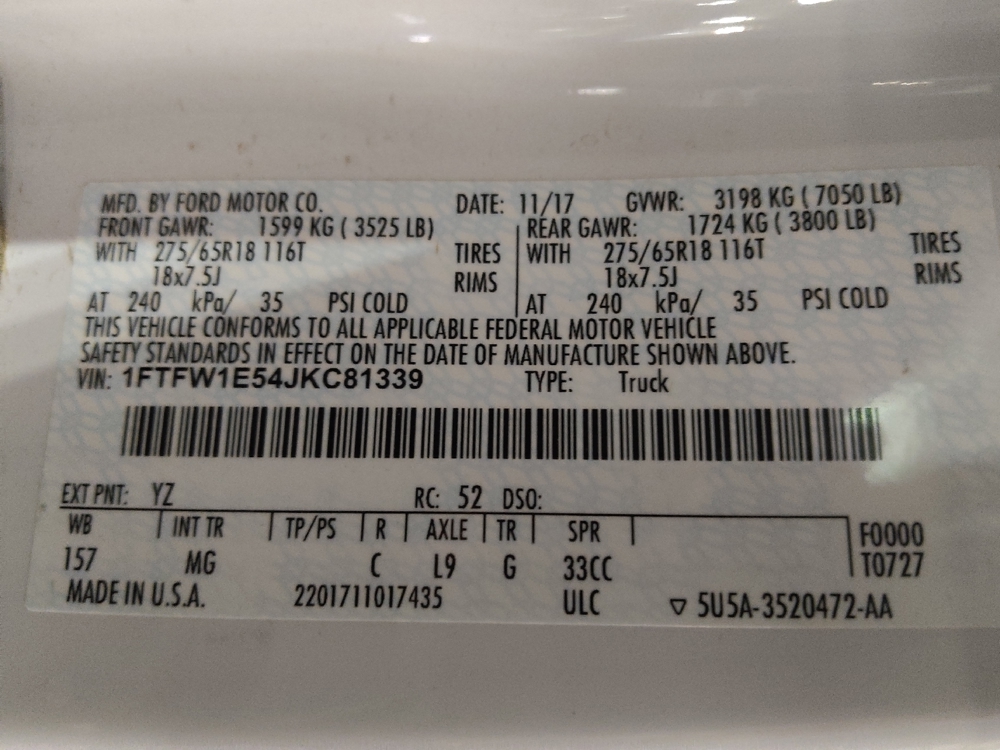 MFD. BY FORD MOTOR CO. DATE: 11/17 GVWR: 3198 KG ( 7050 LB)
FRONT GAWR: 1599 KG ( 3525 LB) REAR GAWR: 1724 KG ( 3800 LB)
WITH 275/65R18 116T TIRES WITH 275/65R18 116T TIRES
18x7.5J RIMS 18x7.5J RIMS
AT 240 kPa/ 35 PSI COLD AT 240 kPa/ 35 PSI COLD
THIS VEHICLE CONFORMS TO ALL APPLICABLE FEDERAL MOTOR VEHICLE
SAFETY STANDARDS IN EFFECT ON THE DATE OF MANUFACTURE SHOWN ABOVE.
VIN: 1FTFW1E54JKC81339 TYPE: Truck
EXT PNT: YZ RC: 52 DSO:
WB INT TR TP/PS R AXLE TR SPR F0000
157 MG C L9 G 33CC T0727
MADE IN U.S.A. 2201711017435 ULC ▽ 5U5A-3520472-AA